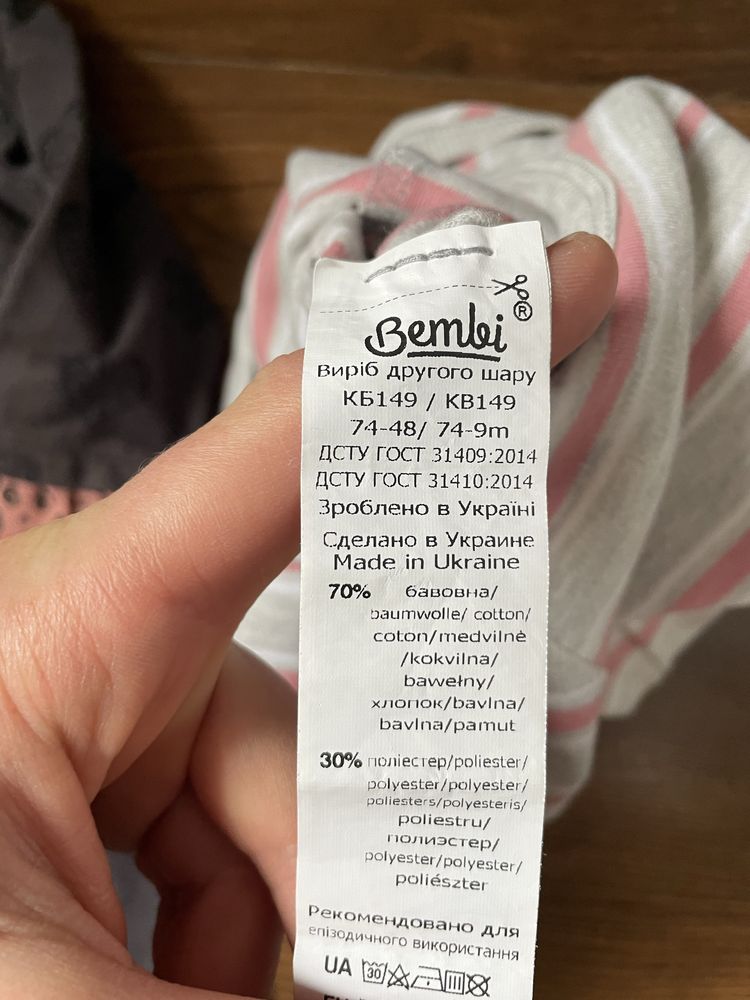 Bembi®
Виріб другого шару
КБ149 / KB149
74-48/ 74-9m
ДСТУ ГОСТ 31409:2014
ДСТУ ГОСТ 31410:2014
Зроблено в Україні
Сделано в Украине
Made in Ukraine
70% бавовна/
baumwolle/ cotton/
coton/medvilnė
/kokvilna/
bawełny/
хлопок/bavlna/
bavlna/pamut
30% поліестер/poliester/
polyester/polyester/
poliesters/polyesteris/
poliestru/
полиэстер/
polyester/polyester/
poliészter
Рекомендовано для
епізодичного використання
UA 30